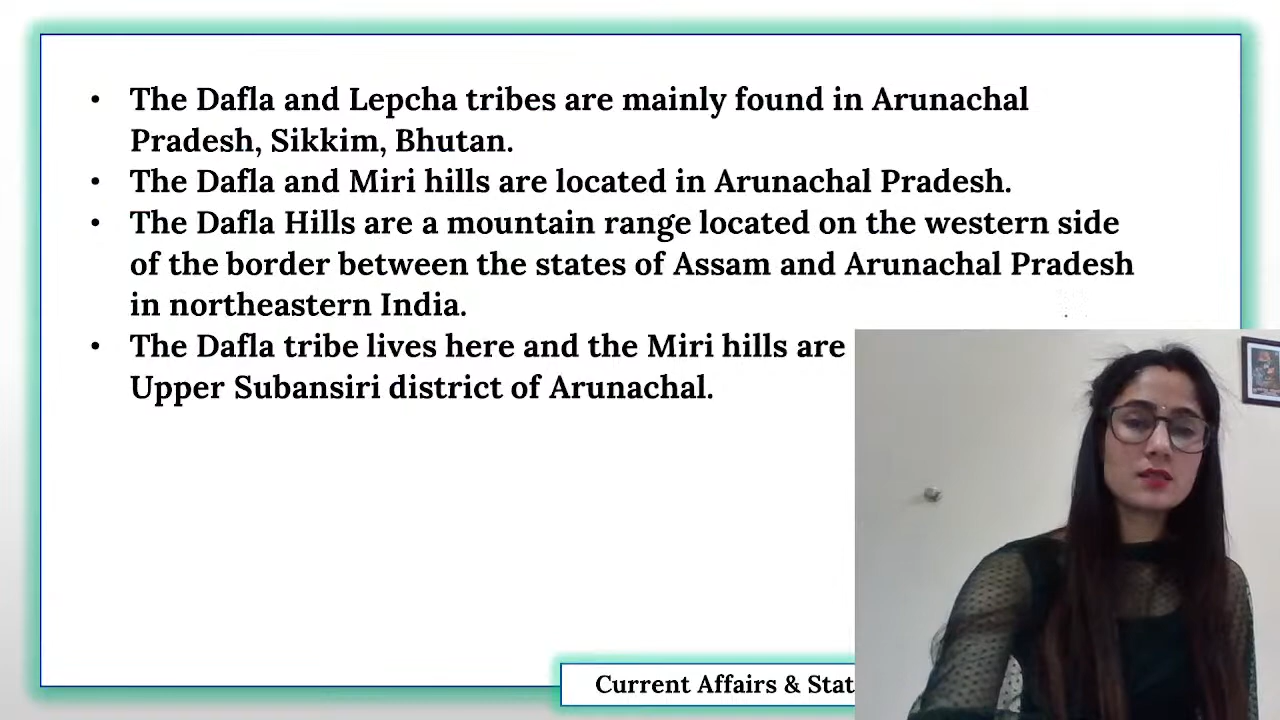 • The Dafla and Lepcha tribes are mainly found in Arunachal
Pradesh, Sikkim, Bhutan.
• The Dafla and Miri hills are located in Arunachal Pradesh.
• The Dafla Hills are a mountain range located on the western side
of the border between the states of Assam and Arunachal Pradesh
in northeastern India.
• The Dafla tribe lives here and the Miri hills are
Upper Subansiri district of Arunachal.
Current Affairs & Stat